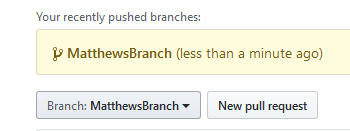 Your recently pushed branches:
MatthewsBranch (less than a minute ago)
Branch: MatthewsBranch New pull request